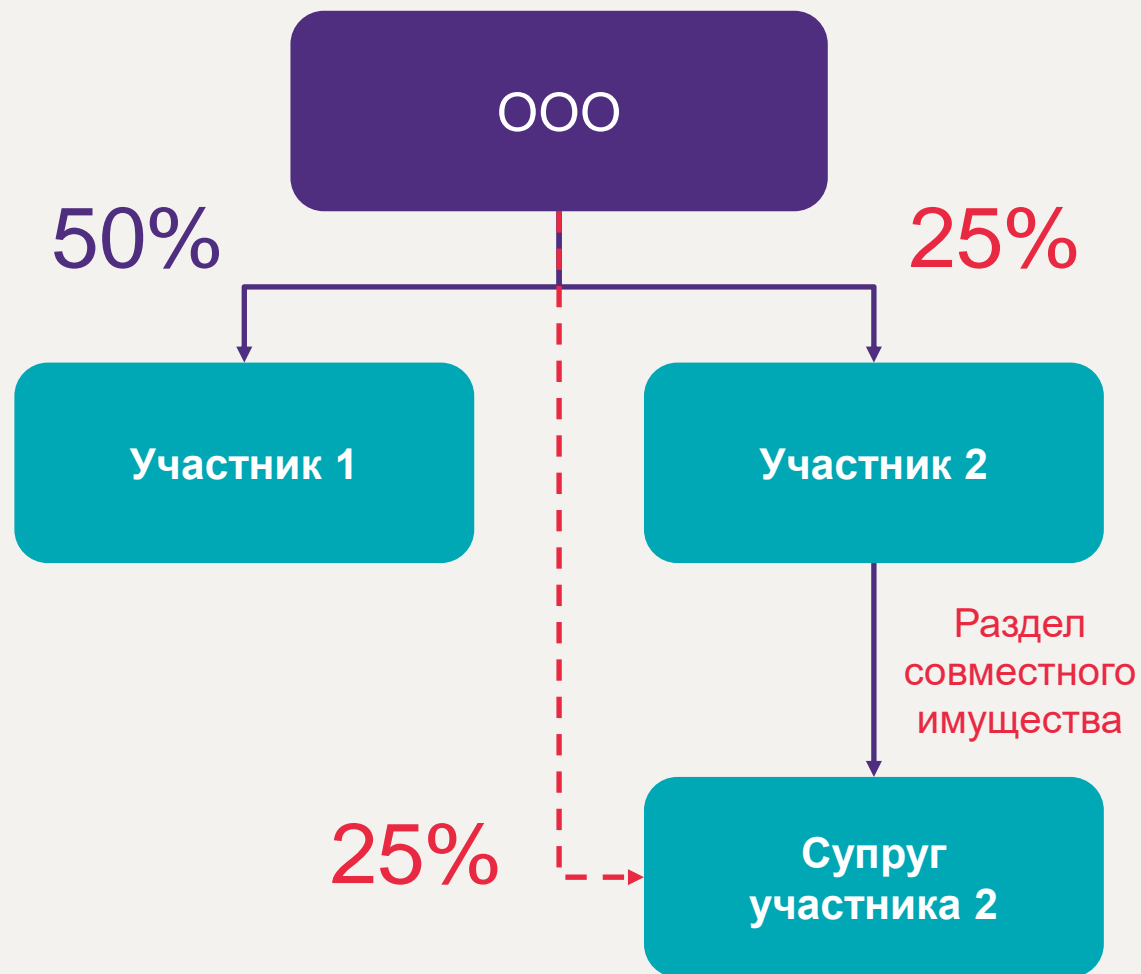 ООО
50%
25%
Участник 1
Участник 2
Раздел
совместного
имущества
25%
Супруг
участника 2